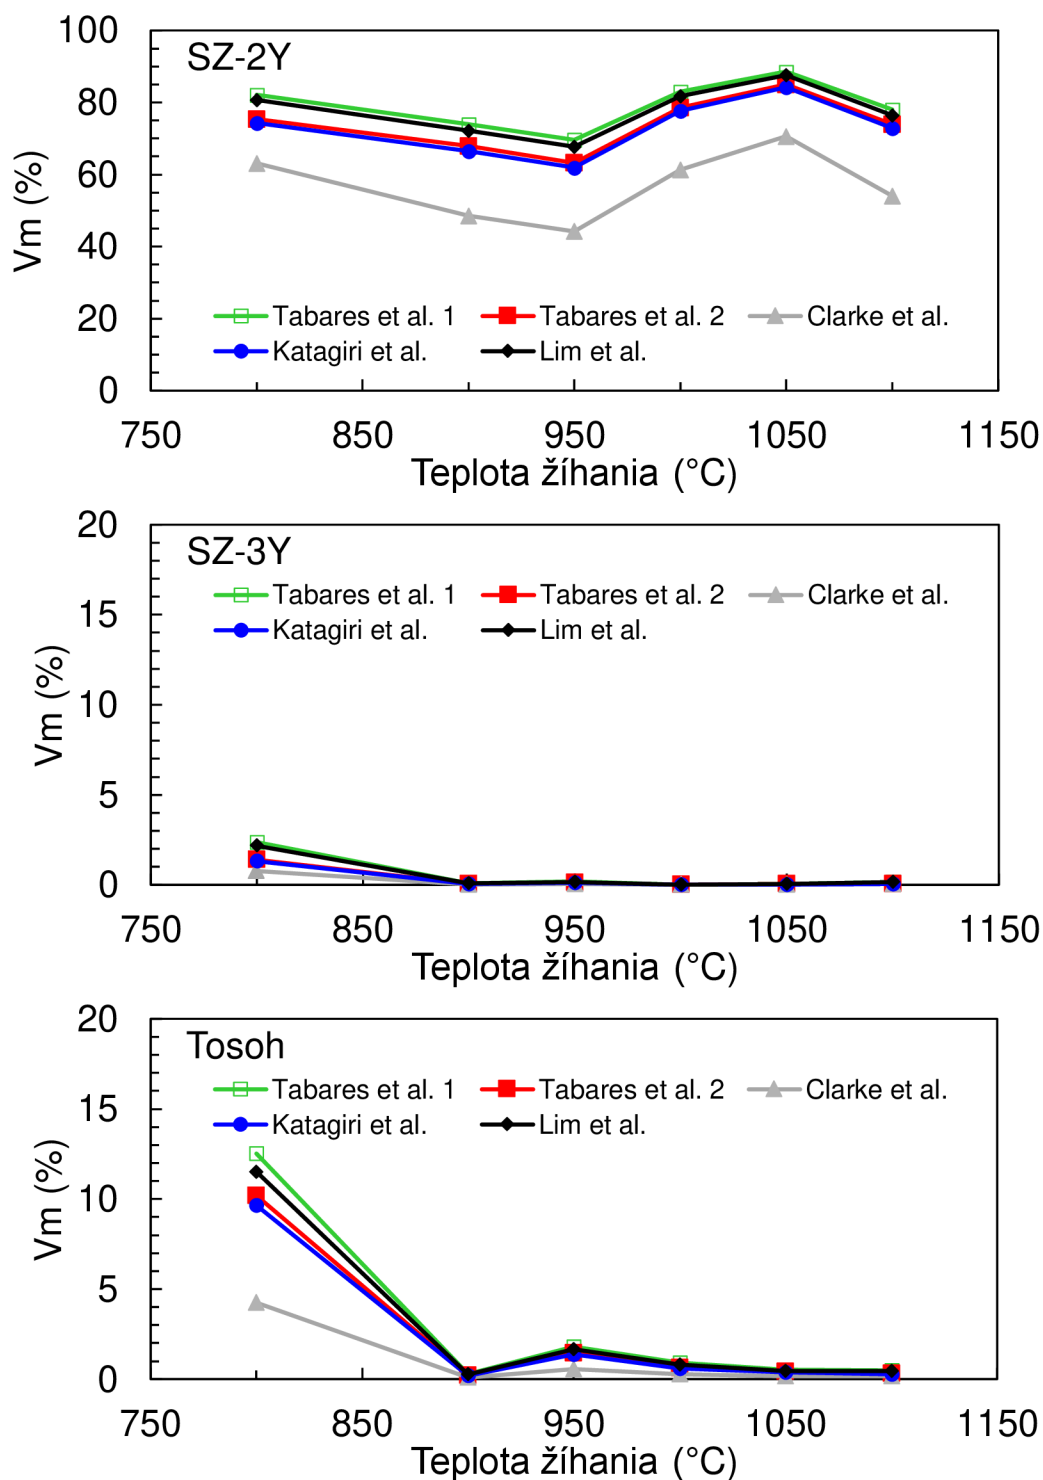 100
SZ-2Y
80
60
40
20
0
Vm (%)
Tabares et al. 1 Tabares et al. 2 Clarke et al.
Katagiri et al. Lim et al.
750 850 950 1050 1150
Teplota žíhania (°C)
20
SZ-3Y
Tabares et al. 1 Tabares et al. 2 Clarke et al.
Katagiri et al. Lim et al.
15
10
5
0
Vm (%)
750 850 950 1050 1150
Teplota žíhania (°C)
20
Tosoh
Tabares et al. 1 Tabares et al. 2 Clarke et al.
Katagiri et al. Lim et al.
15
10
5
0
Vm (%)
750 850 950 1050 1150
Teplota žíhania (°C)